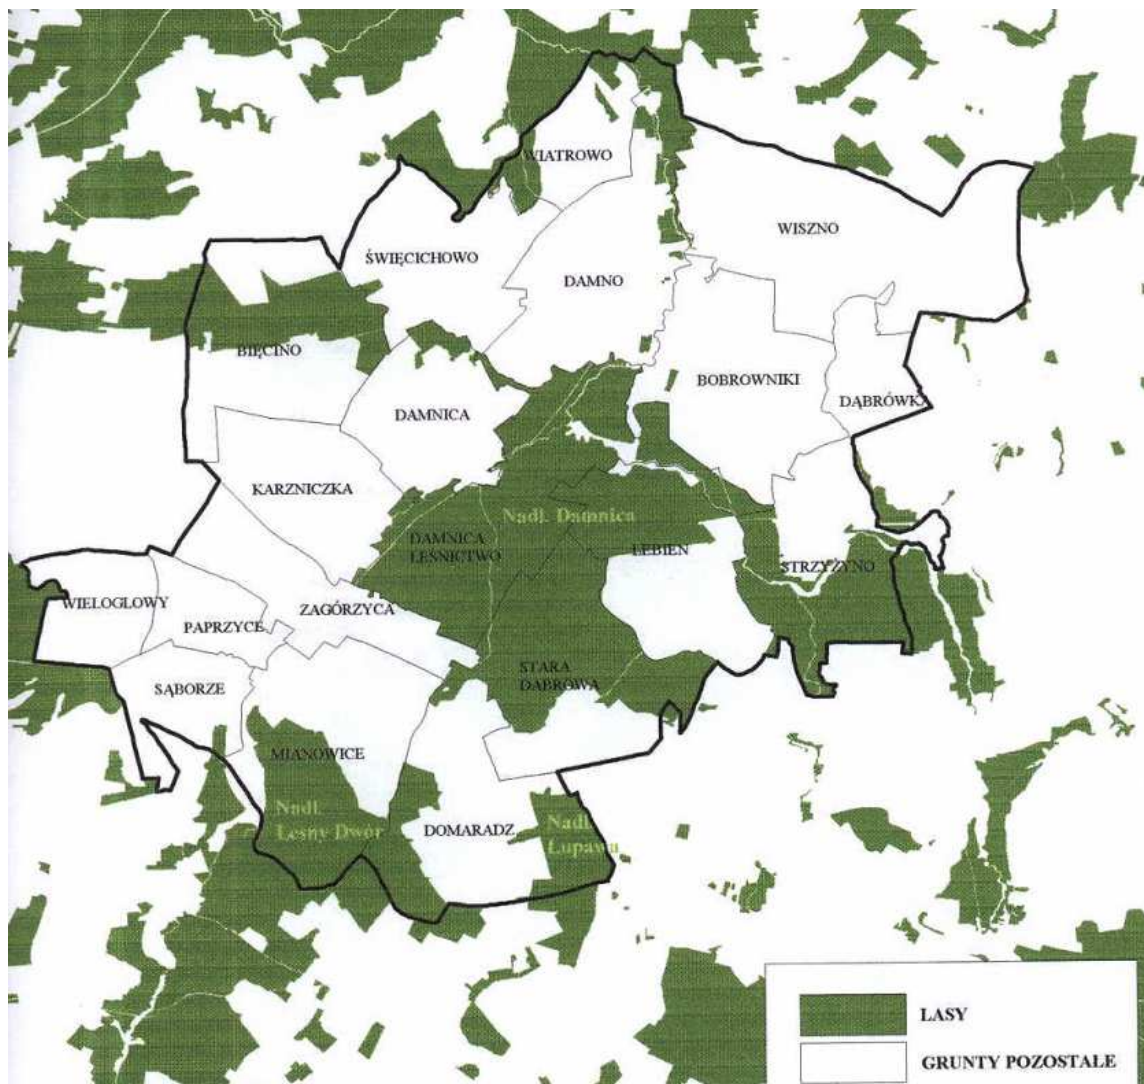 WIATROWO
WISZNO
ŚWIĘCICHOWO
DAMNO
BIĘCINO
BOBROWNIKI
DAMNICA
DĄBRÓWKA
KARZNICZKA
Nadl. Damnica
DAMNICA
LEŚNICTWO
ŁEBIEŃ
STRZYŻYNO
WIELOGŁOWY
ZAGÓRZYCA
PAPRZYCE
STARA
DĄBROWA
SĄBORZE
MIANOWICE
Nadl.
Leśny Dwór
DOMARADZ
Nadl.
Łupawa
LASY
GRUNTY POZOSTAŁE